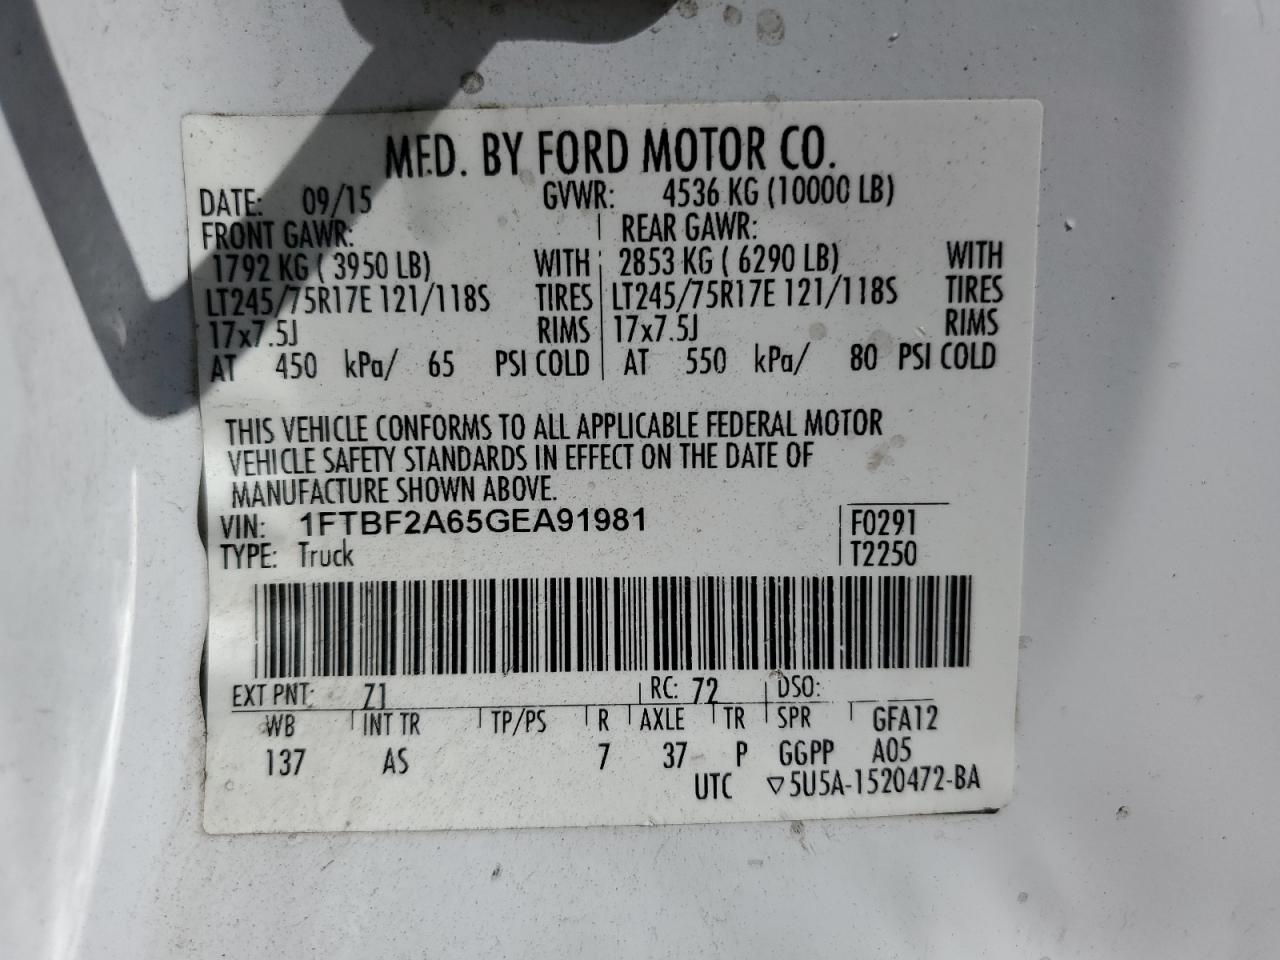 MFD. BY FORD MOTOR CO.
DATE: 09/15 GVWR: 4536 KG (10000 LB)
FRONT GAWR: REAR GAWR:
1792 KG ( 3950 LB) WITH 2853 KG ( 6290 LB) WITH
LT245/75R17E 121/118S TIRES LT245/75R17E 121/118S TIRES
17x7.5J RIMS 17x7.5J RIMS
AT 450 kPa/ 65 PSI COLD AT 550 kPa/ 80 PSI COLD
THIS VEHICLE CONFORMS TO ALL APPLICABLE FEDERAL MOTOR
VEHICLE SAFETY STANDARDS IN EFFECT ON THE DATE OF
MANUFACTURE SHOWN ABOVE.
VIN: 1FTBF2A65GEA91981 F0291
TYPE: Truck T2250
EXT PNT: Z1 RC: 72 DSO:
WB INT TR TP/PS R AXLE TR SPR GFA12
137 AS 7 37 P GGPP A05
UTC ▽5U5A-1520472-BA